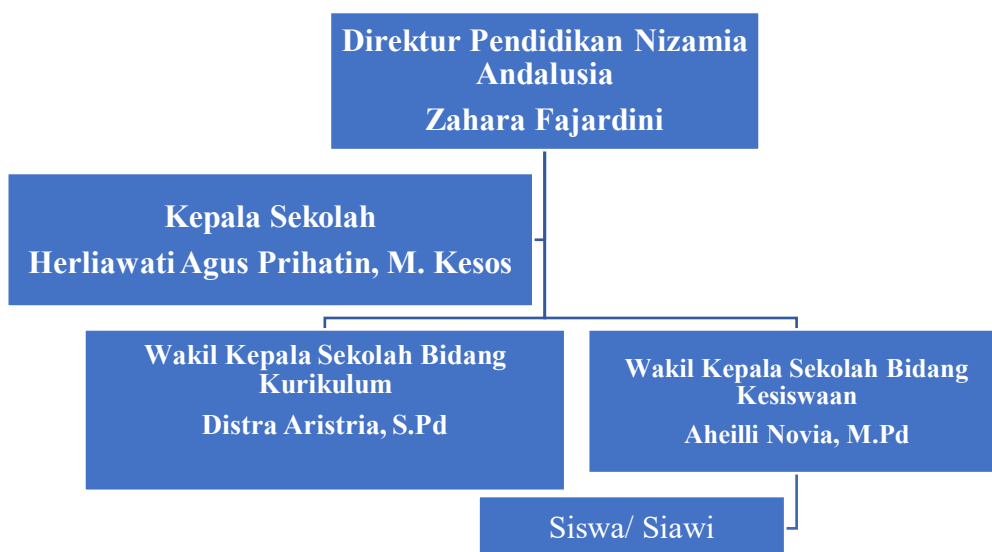 Direktur Pendidikan Nizamia
Andalusia
Zahara Fajardini
Kepala Sekolah
Herliawati Agus Prihatin, M. Kesos
Wakil Kepala Sekolah Bidang
Kurikulum
Distra Aristria, S.Pd
Wakil Kepala Sekolah Bidang
Kesiswaan
Aheilli Novia, M.Pd
Siswa/ Siawi